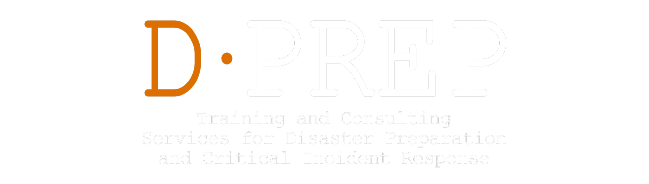 D·PREP
Training and Consulting
Services for Disaster Preparation
and Critical Incident Response